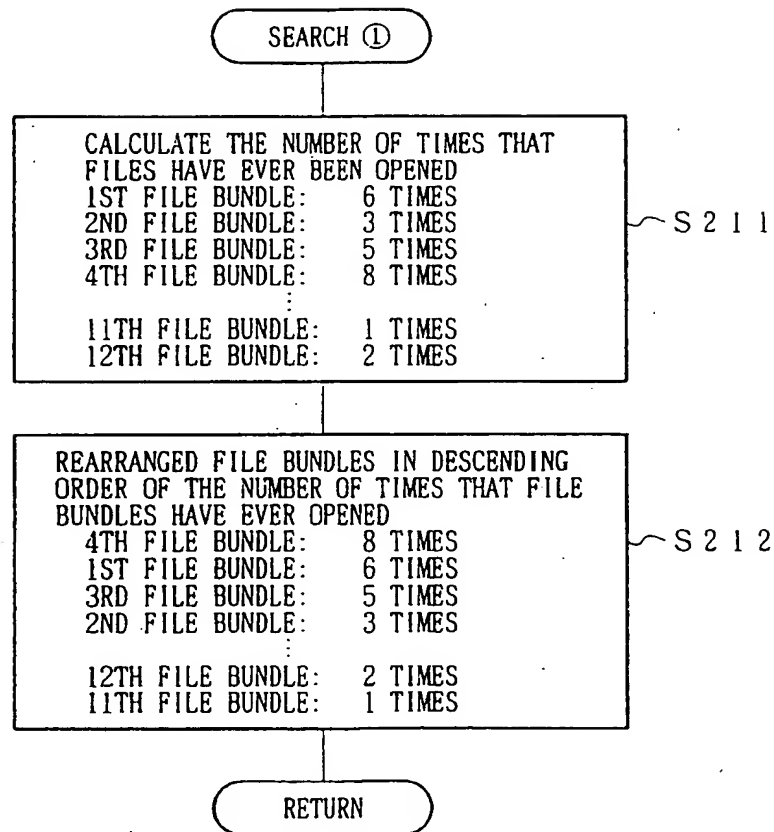 SEARCH ①
CALCULATE THE NUMBER OF TIMES THAT
FILES HAVE EVER BEEN OPENED
1ST FILE BUNDLE: 6 TIMES
2ND FILE BUNDLE: 3 TIMES
3RD FILE BUNDLE: 5 TIMES
4TH FILE BUNDLE: 8 TIMES
⋮
11TH FILE BUNDLE: 1 TIMES
12TH FILE BUNDLE: 2 TIMES
S211
REARRANGED FILE BUNDLES IN DESCENDING
ORDER OF THE NUMBER OF TIMES THAT FILE
BUNDLES HAVE EVER OPENED
4TH FILE BUNDLE: 8 TIMES
1ST FILE BUNDLE: 6 TIMES
3RD FILE BUNDLE: 5 TIMES
2ND FILE BUNDLE: 3 TIMES
⋮
12TH FILE BUNDLE: 2 TIMES
11TH FILE BUNDLE: 1 TIMES
S212
RETURN